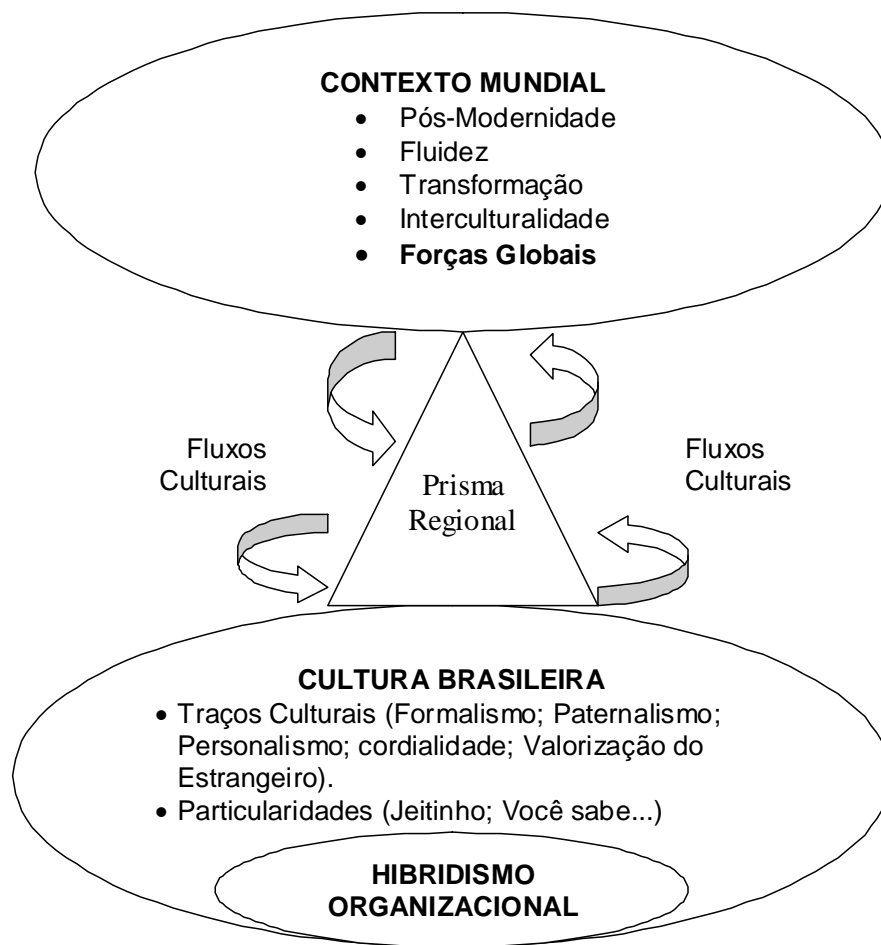 CONTEXTO MUNDIAL
• Pós-Modernidade
• Fluidez
• Transformação
• Interculturalidade
• Forças Globais
Fluxos
Culturais
Prisma
Regional
Fluxos
Culturais
CULTURA BRASILEIRA
• Traços Culturais (Formalismo; Paternalismo;
Personalismo; cordialidade; Valorização do
Estrangeiro).
• Particularidades (Jeitinho; Você sabe...)
HIBRIDISMO
ORGANIZACIONAL